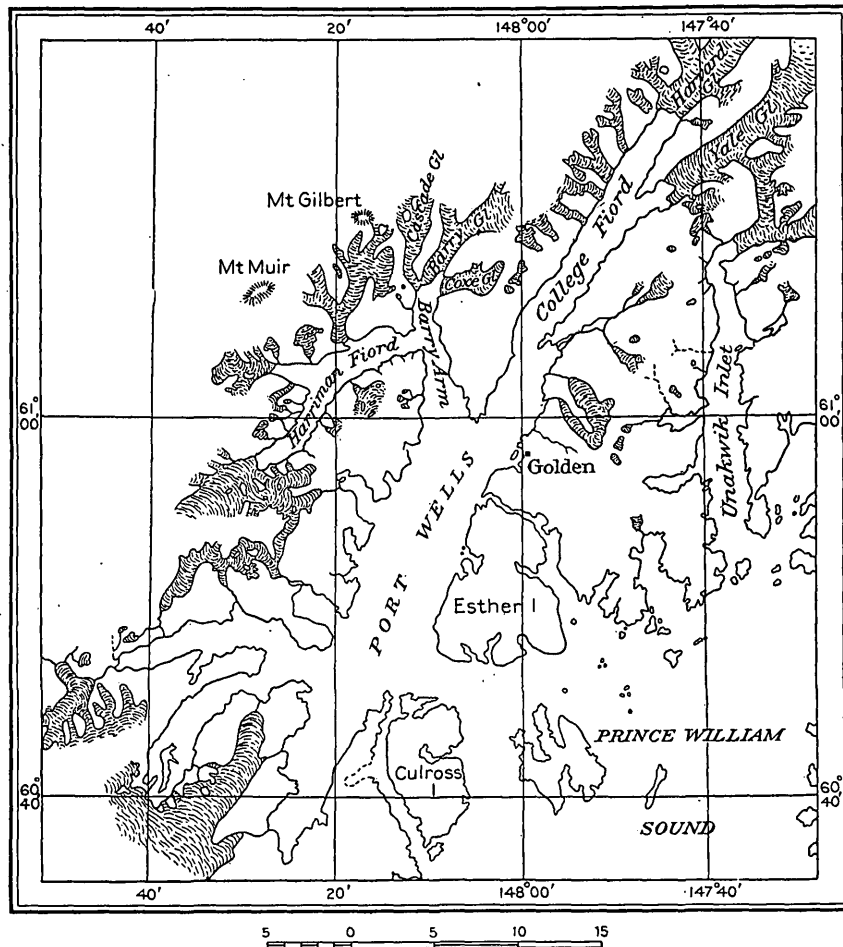 40′ 20′ 148°00′ 147°40′
Harvard Gl
Yale Gl
Mt Gilbert
Cascade Gl
Barry Gl
College Fiord
Mt Muir
Coxe Gl
Barry Arm
Harriman Fiord
Unakwik Inlet
61° 00′ 61° 00′
Golden
PORT WELLS
Esther I
PRINCE WILLIAM
SOUND
Culross
I
60° 40′ 60° 40′
40′ 20′ 148°00′ 147°40′
5 0 5 10 15